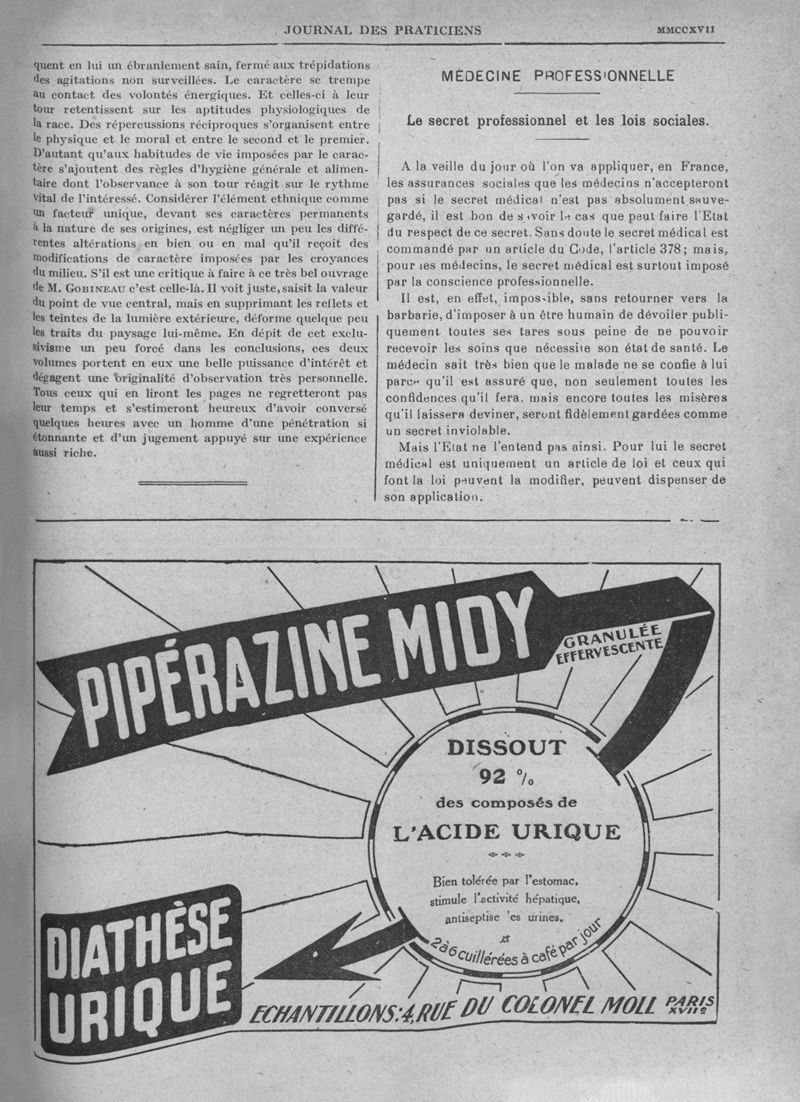 JOURNAL DES PRATICIENS
MMCCXVII
quent en lui un ébranlement sain, fermé aux trépidations
des agitations non surveillées. Le caractère se trempe
au contact des volontés énergiques. Et celles-ci à leur
tour retentissent sur les aptitudes physiologiques de
la race. Des répercussions réciproques s'organisent entre
le physique et le moral et entre le second et le premier.
D'autant qu'aux habitudes de vie imposées par le carac-
tère s'ajoutent des règles d'hygiène générale et alimen-
taire dont l'observance à son tour réagit sur le rythme
vital de l'intéressé. Considérer l'élément ethnique comme
un facteur unique, devant ses caractères permanents
à la nature de ses origines, est négliger un peu les diffé-
rentes altérations en bien ou en mal qu'il reçoit des
modifications de caractère imposées par les croyances
du milieu. S'il est une critique à faire à ce très bel ouvrage
de M. GOBINEAU c'est celle-là. Il voit juste, saisit la valeur
du point de vue central, mais en supprimant les reflets et
les teintes de la lumière extérieure, déforme quelque peu
les traits du paysage lui-même. En dépit de cet exclu-
sivisme un peu forcé dans les conclusions, ces deux
volumes portent en eux une belle puissance d'intérêt et
dégagent une originalité d'observation très personnelle.
Tous ceux qui en liront les pages ne regretteront pas
leur temps et s'estimeront heureux d'avoir conversé
quelques heures avec un homme d'une pénétration si
étonnante et d'un jugement appuyé sur une expérience
aussi riche.
MÉDECINE PROFESSIONNELLE
Le secret professionnel et les lois sociales.
A la veille du jour où l'on va appliquer, en France,
les assurances sociales que les médecins n'accepteront
pas si le secret médical n'est pas absolument sauve-
gardé, il est bon de savoir le cas que peut faire l'Etat
du respect de ce secret. Sans doute le secret médical est
commandé par un article du Code, l'article 378; mais,
pour les médecins, le secret médical est surtout imposé
par la conscience professionnelle.
Il est, en effet, impossible, sans retourner vers la
barbarie, d'imposer à un être humain de dévoiler publi-
quement toutes ses tares sous peine de ne pouvoir
recevoir les soins que nécessite son état de santé. Le
médecin sait très bien que le malade ne se confie à lui
parce qu'il est assuré que, non seulement toutes les
confidences qu'il fera, mais encore toutes les misères
qu'il laissera deviner, seront fidèlement gardées comme
un secret inviolable.
Mais l'Etat ne l'entend pas ainsi. Pour lui le secret
médical est uniquement un article de loi et ceux qui
font la loi peuvent la modifier, peuvent dispenser de
son application.
PIPÉRAZINE MIDY
GRANULÉE
EFFERVESCENTE
DISSOUT
92 %
des composés de
L'ACIDE URIQUE
Bien tolérée par l'estomac,
stimule l'activité hépatique,
antiseptise les urines.
2 à 6 cuillérées à café par jour
DIATHÈSE
URIQUE
ECHANTILLONS: 4, RUE DU COLONEL MOLL PARIS
XVIIe